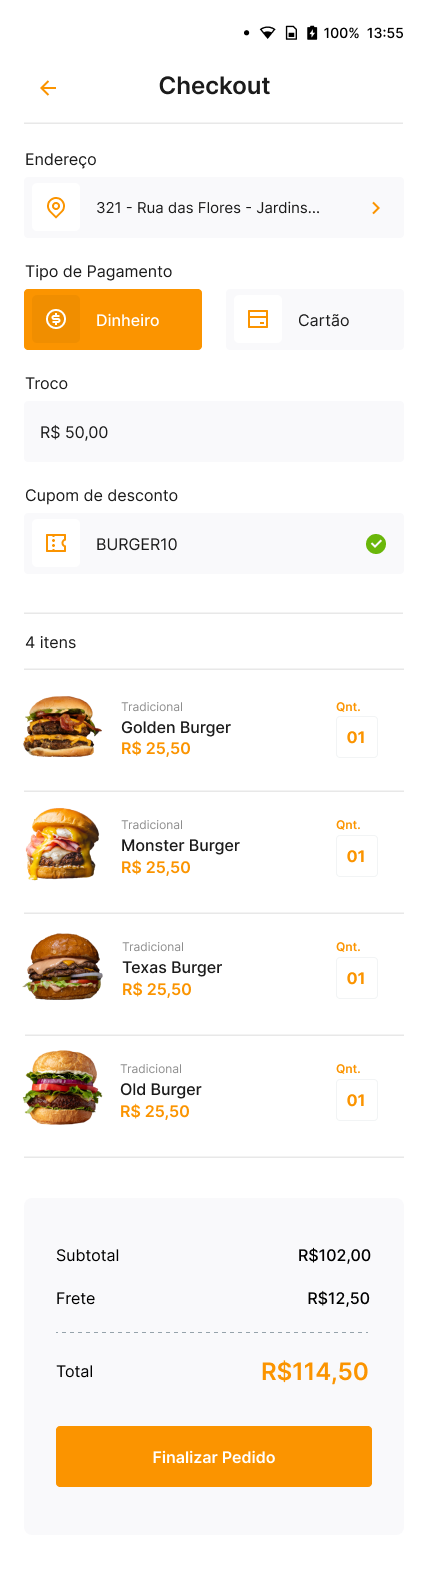 100% 13:55
Checkout
Endereço
321 - Rua das Flores - Jardins...
Tipo de Pagamento
Dinheiro
Cartão
Troco
R$ 50,00
Cupom de desconto
BURGER10
4 itens
Tradicional
Golden Burger
R$ 25,50
Qnt.
01
Tradicional
Monster Burger
R$ 25,50
Qnt.
01
Tradicional
Texas Burger
R$ 25,50
Qnt.
01
Tradicional
Old Burger
R$ 25,50
Qnt.
01
Subtotal R$102,00
Frete R$12,50
Total R$114,50
Finalizar Pedido